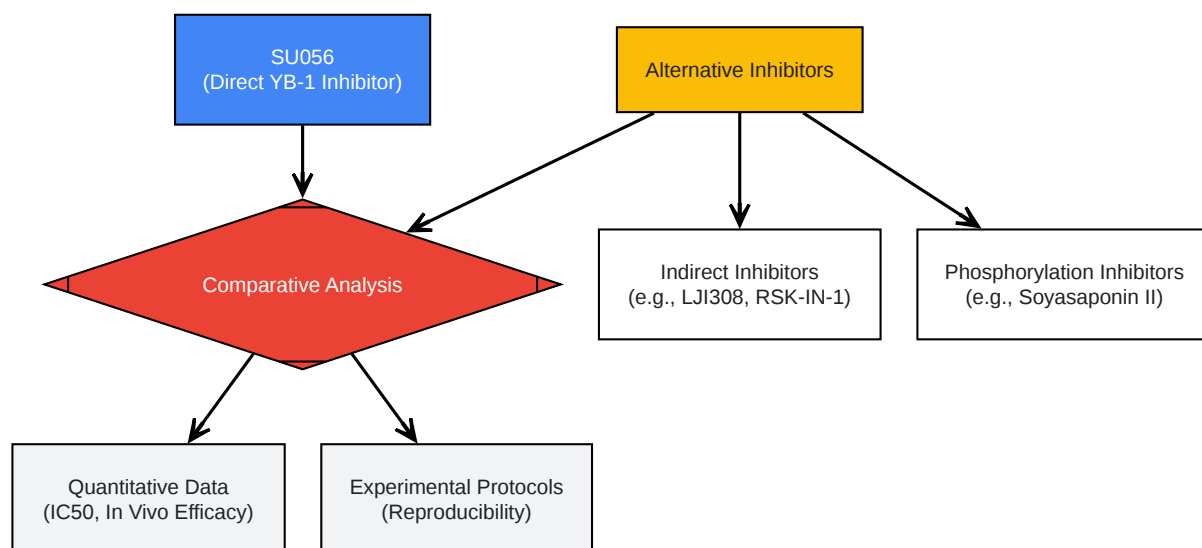 SU056
(Direct YB-1 Inhibitor)
Alternative Inhibitors
Comparative Analysis
Indirect Inhibitors
(e.g., LJI308, RSK-IN-1)
Phosphorylation Inhibitors
(e.g., Soyasaponin II)
Quantitative Data
(IC50, In Vivo Efficacy)
Experimental Protocols
(Reproducibility)